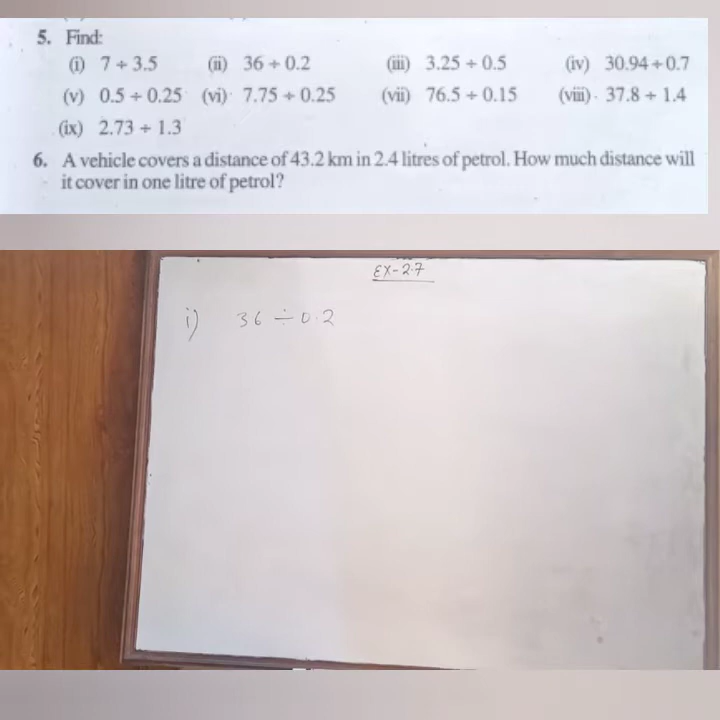 5. Find:
(i) 7 ÷ 3.5 (ii) 36 ÷ 0.2 (iii) 3.25 ÷ 0.5 (iv) 30.94 ÷ 0.7
(v) 0.5 ÷ 0.25 (vi) 7.75 ÷ 0.25 (vii) 76.5 ÷ 0.15 (viii) 37.8 ÷ 1.4
(ix) 2.73 ÷ 1.3
6. A vehicle covers a distance of 43.2 km in 2.4 litres of petrol. How much distance will
it cover in one litre of petrol?
EX-2.7
i) 36 ÷ 0.2